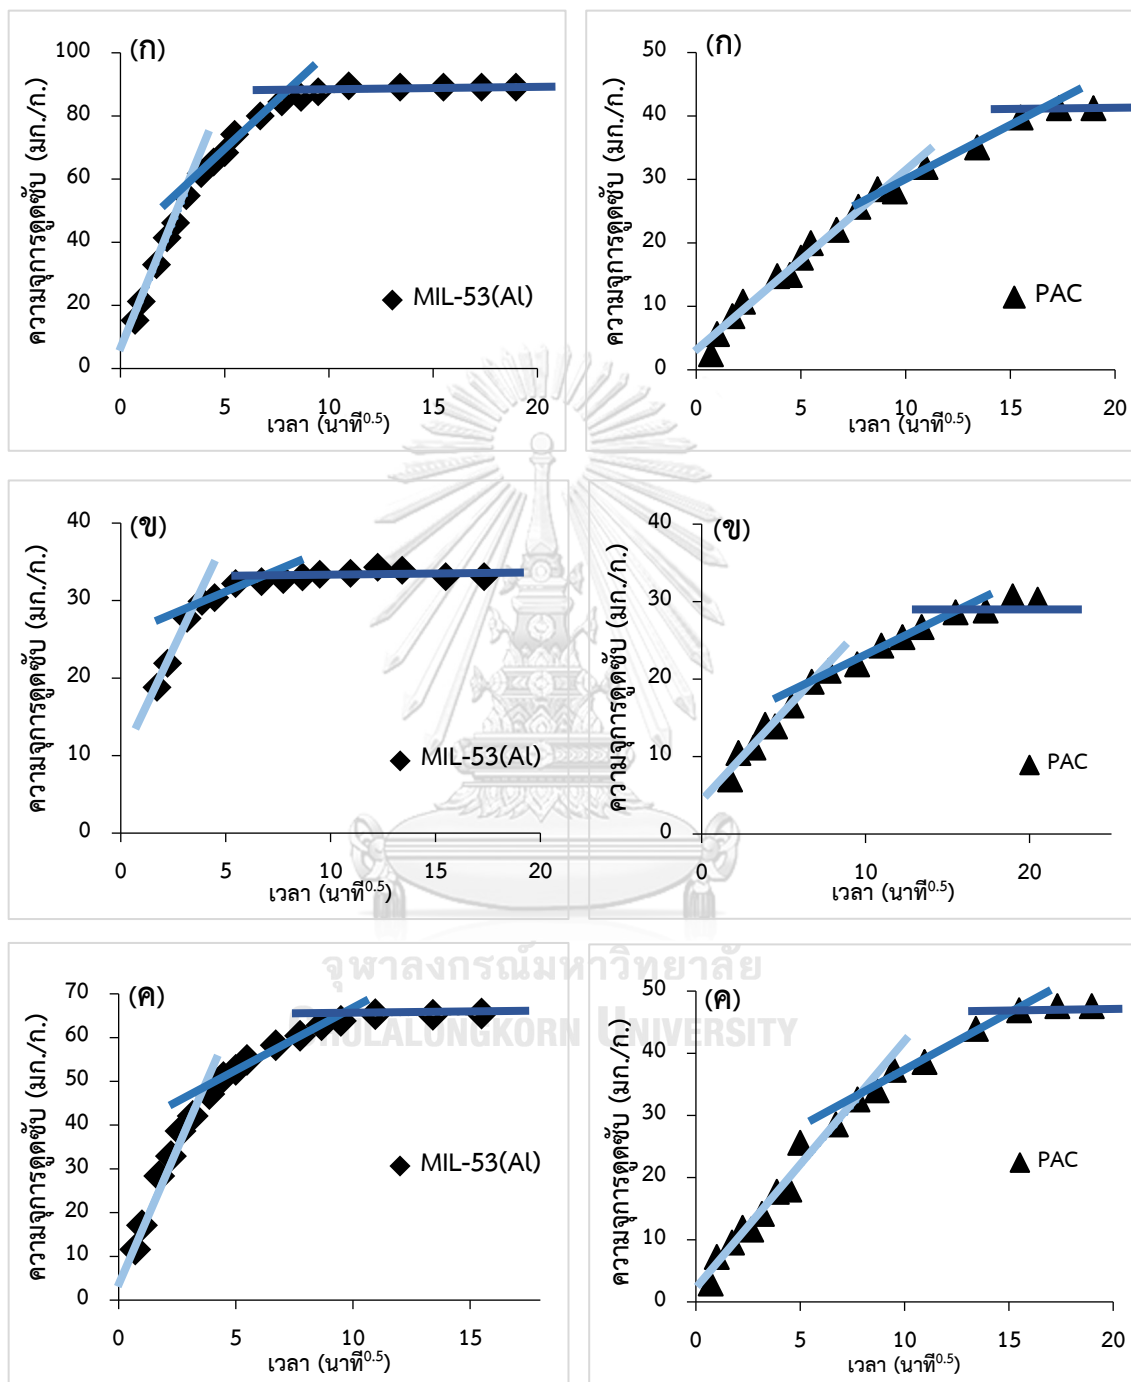 (ก)
ความจุการดูดซับ (มก./ก.)
100
80
60
40
20
0
MIL-53(Al)
0 5 10 15 20
เวลา (นาที0.5)
(ก)
ความจุการดูดซับ (มก./ก.)
50
40
30
20
10
0
PAC
0 5 10 15 20
เวลา (นาที0.5)
(ข)
ความจุการดูดซับ (มก./ก.)
40
30
20
10
0
MIL-53(Al)
0 5 10 15 20
เวลา (นาที0.5)
(ข)
ความจุการดูดซับ (มก./ก.)
40
30
20
10
0
PAC
0 10 20
เวลา (นาที0.5)
จุฬาลงกรณ์มหาวิทยาลัย
CHULALONGKORN UNIVERSITY
(ค)
ความจุการดูดซับ (มก./ก.)
70
60
50
40
30
20
10
0
MIL-53(Al)
0 5 10 15
เวลา (นาที0.5)
(ค)
ความจุการดูดซับ (มก./ก.)
50
40
30
20
10
0
PAC
0 5 10 15 20
เวลา (นาที0.5)